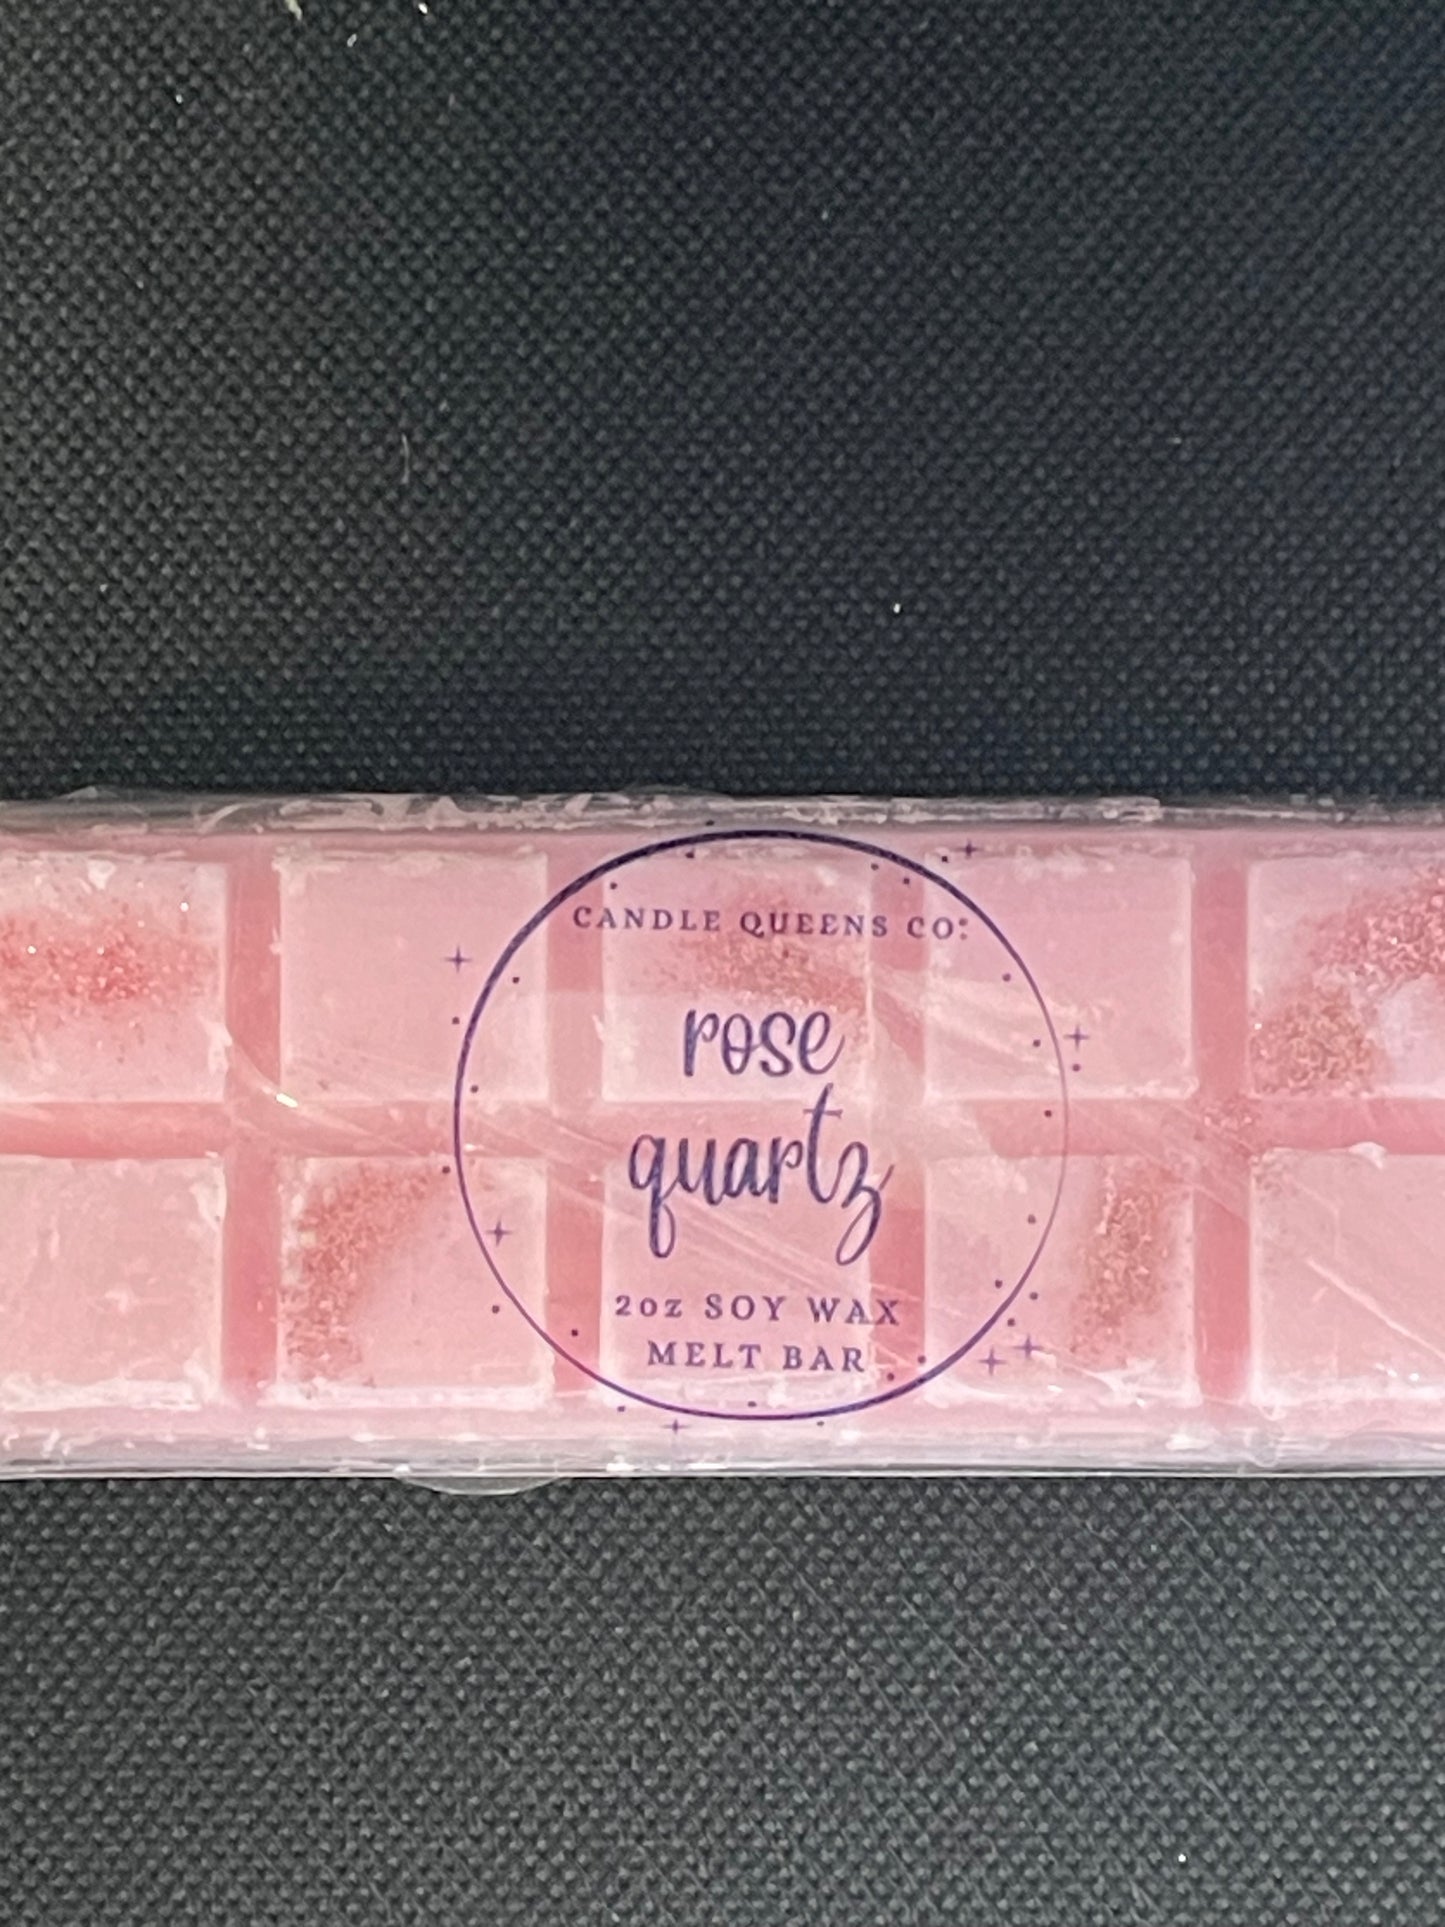 CANDLE QUEENS CO.
rose
quartz
2oz SOY WAX
MELT BAR